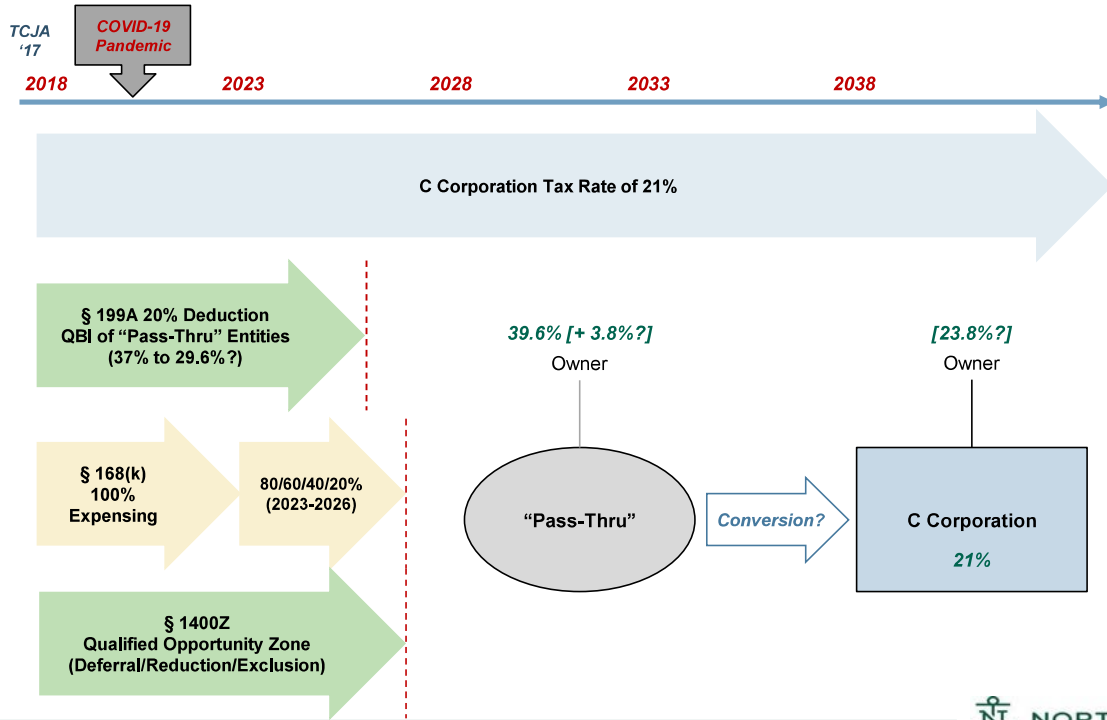 TCJA
‘17
COVID-19
Pandemic
2018
2023
2028
2033
2038
C Corporation Tax Rate of 21%
§ 199A 20% Deduction
QBI of “Pass-Thru” Entities
(37% to 29.6%?)
39.6% [+ 3.8%?]
Owner
[23.8%?]
Owner
§ 168(k)
100%
Expensing
80/60/40/20%
(2023-2026)
“Pass-Thru”
Conversion?
C Corporation
21%
§ 1400Z
Qualified Opportunity Zone
(Deferral/Reduction/Exclusion)